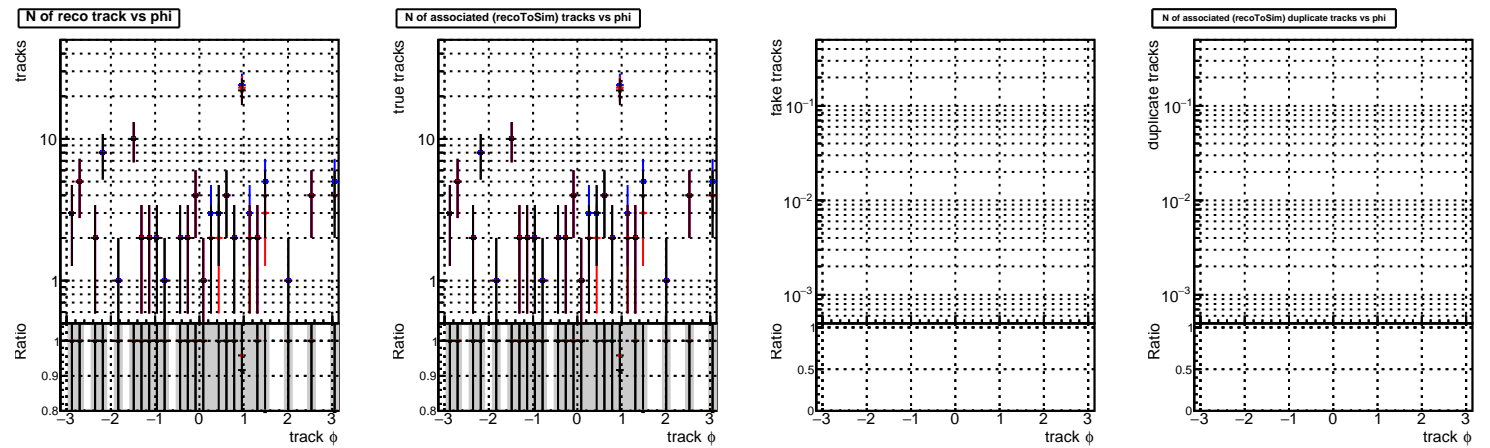 N of reco track vs phi
tracks
10
1
Ratio
1
0.9
0.8
−3 −2 −1 0 1 2 3
track ϕ
N of associated (recoToSim) tracks vs phi
true tracks
10
1
Ratio
1
0.9
0.8
−3 −2 −1 0 1 2 3
track ϕ
fake tracks
10−1
10−2
10−3
Ratio
1
0.5
0
−3 −2 −1 0 1 2 3
track ϕ
N of associated (recoToSim) duplicate tracks vs phi
duplicate tracks
10−1
10−2
10−3
Ratio
1
0.5
0
−3 −2 −1 0 1 2 3
track ϕ